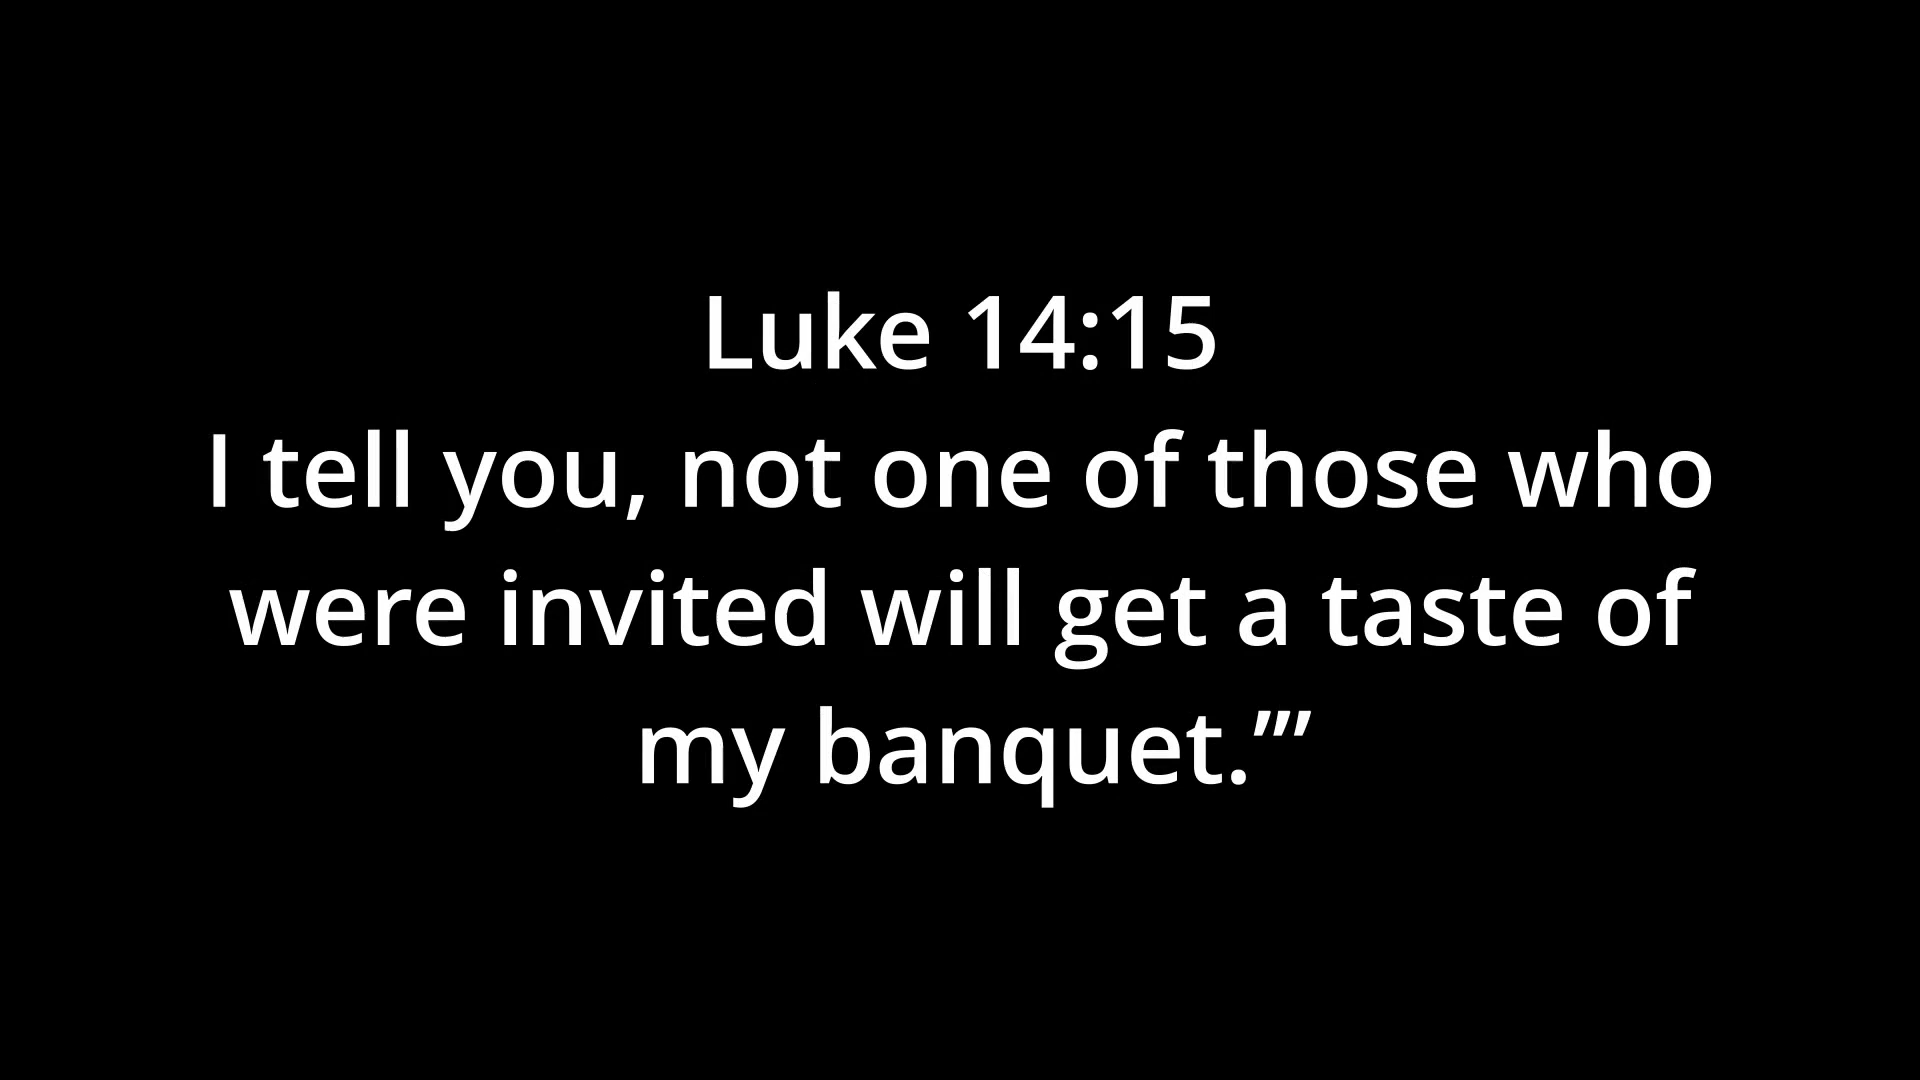 Luke 14:15
I tell you, not one of those who
were invited will get a taste of
my banquet.’”